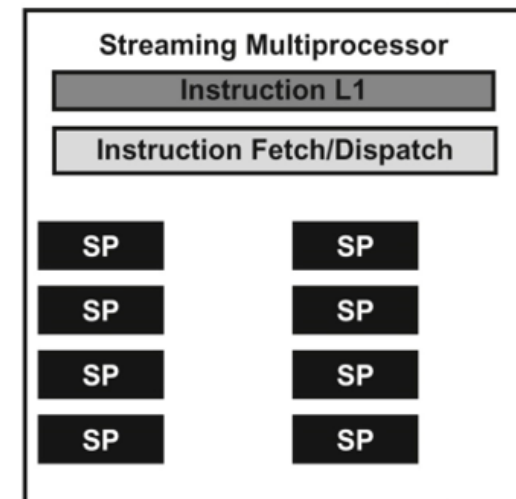 Streaming Multiprocessor
Instruction L1
Instruction Fetch/Dispatch
SP SP
SP SP
SP SP
SP SP